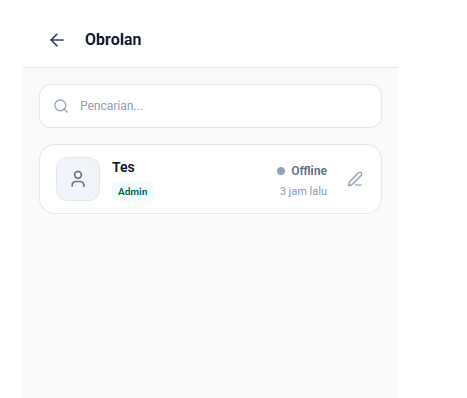 Obrolan
Pencarian...
Tes
Admin
Offline
3 jam lalu